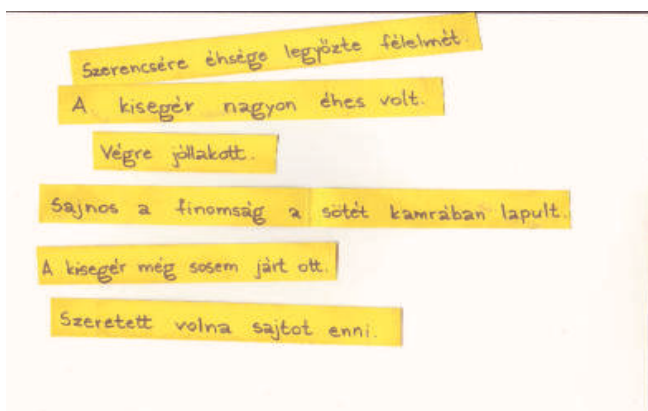 Szerencsére éhsége legyőzte félelmét.
A kisegér nagyon éhes volt.
Végre jóllakott.
Sajnos a finomság a sötét kamrában lapult.
A kisegér még sosem járt ott.
Szeretett volna sajtot enni.